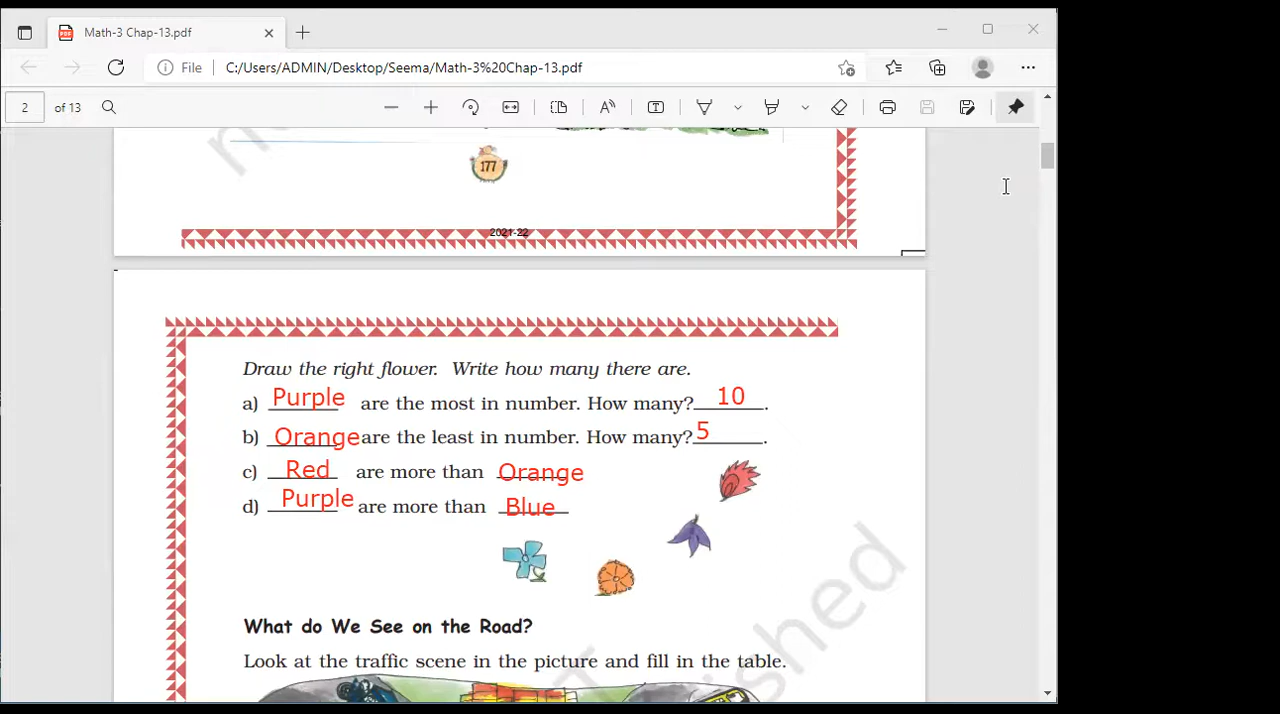 Math-3 Chap-13.pdf
File C:/Users/ADMIN/Desktop/Seema/Math-3%20Chap-13.pdf
2 of 13
177
2021-22
Draw the right flower. Write how many there are.
a) Purple are the most in number. How many? 10 .
b) Orange are the least in number. How many? 5 .
c) Red are more than Orange
d) Purple are more than Blue
What do We See on the Road?
Look at the traffic scene in the picture and fill in the table.